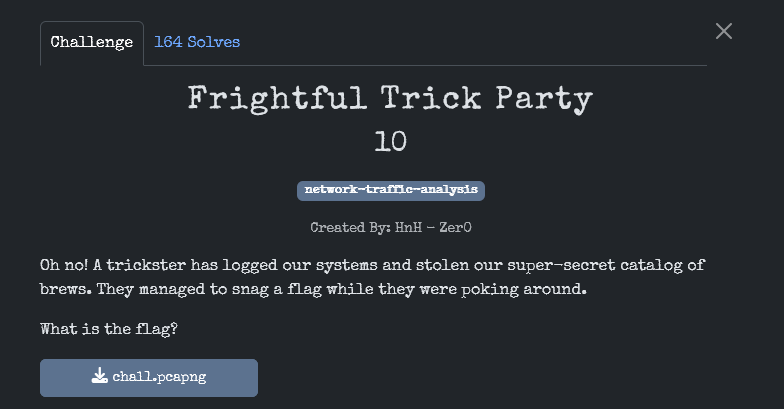 Challenge
164 Solves
Frightful Trick Party
10
network-traffic-analysis
Created By: HnH - Zer0
Oh no! A trickster has logged our systems and stolen our super-secret catalog of
brews. They managed to snag a flag while they were poking around.
What is the flag?
chall.pcapng